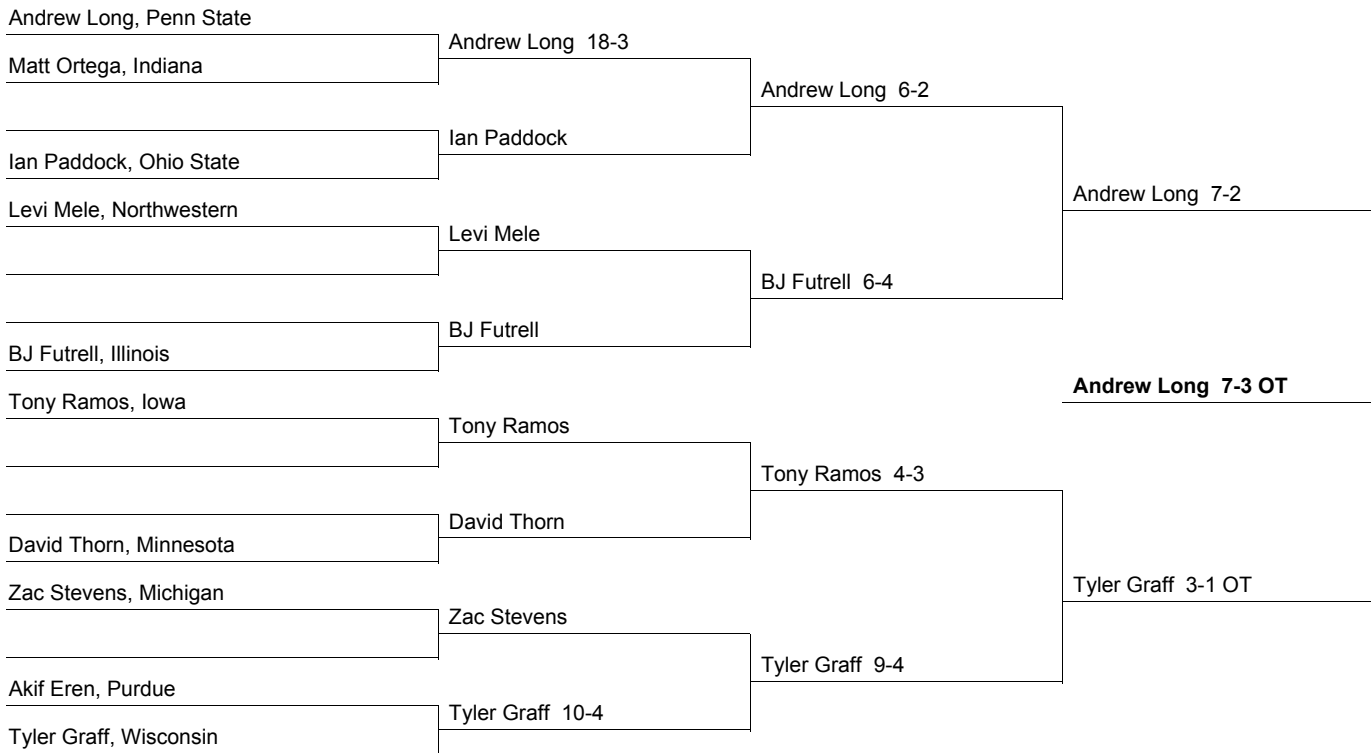 Andrew Long, Penn State
Andrew Long  18-3
Matt Ortega, Indiana
Andrew Long  6-2
Ian Paddock
Ian Paddock, Ohio State
Andrew Long  7-2
Levi Mele, Northwestern
Levi Mele
BJ Futrell  6-4
BJ Futrell
BJ Futrell, Illinois
Andrew Long  7-3 OT
Tony Ramos, Iowa
Tony Ramos
Tony Ramos  4-3
David Thorn
David Thorn, Minnesota
Zac Stevens, Michigan
Tyler Graff  3-1 OT
Zac Stevens
Tyler Graff  9-4
Akif Eren, Purdue
Tyler Graff  10-4
Tyler Graff, Wisconsin